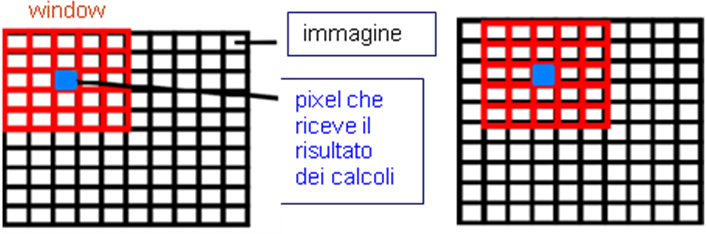 window
immagine
pixel che
riceve il
risultato
dei calcoli